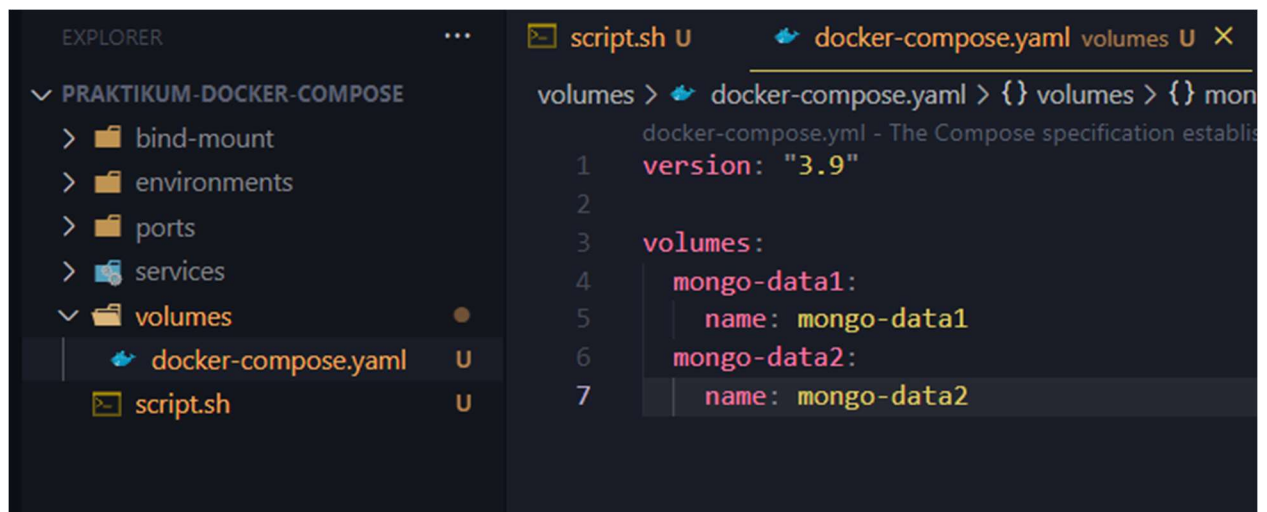 EXPLORER
PRAKTIKUM-DOCKER-COMPOSE
bind-mount
environments
ports
services
volumes
docker-compose.yaml U
script.sh U
script.sh U docker-compose.yaml volumes U
volumes > docker-compose.yaml > {} volumes > {} mon
docker-compose.yml - The Compose specification establis
1 version: "3.9"
2
3 volumes:
4 mongo-data1:
5 name: mongo-data1
6 mongo-data2:
7 name: mongo-data2